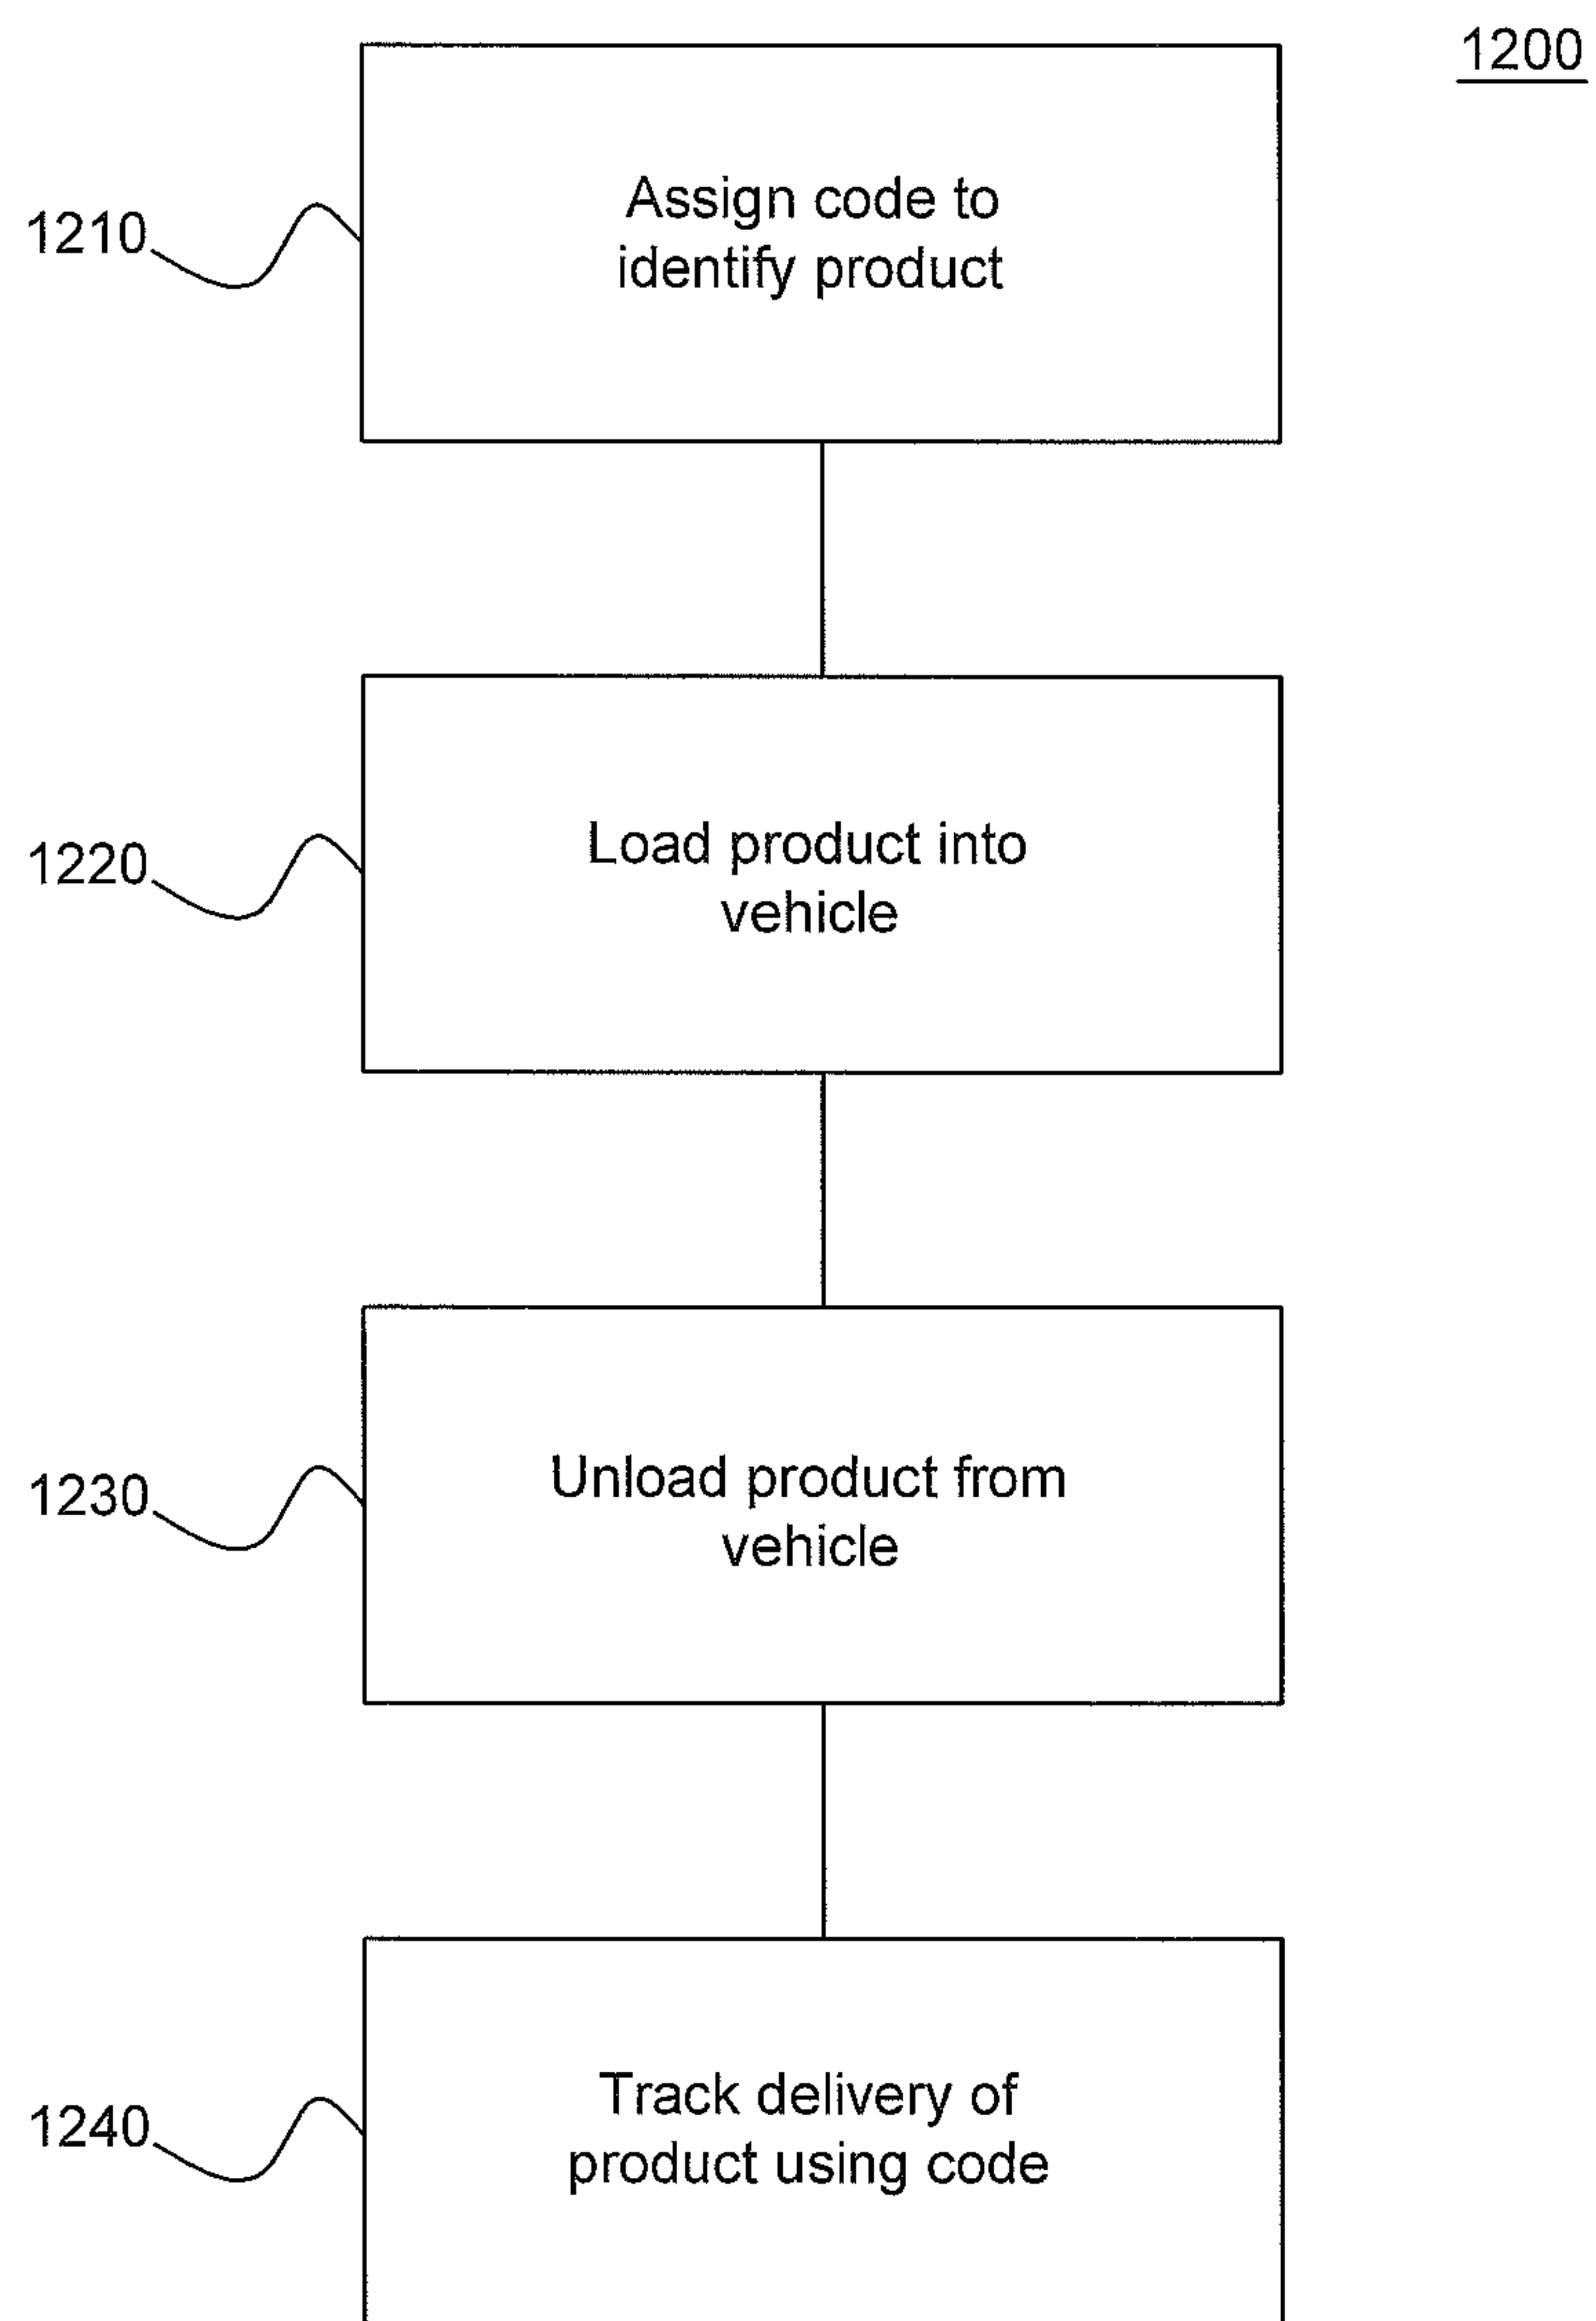 1200
1210
Assign code to
identify product
1220
Load product into
vehicle
1230
Unload product from
vehicle
1240
Track delivery of
product using code